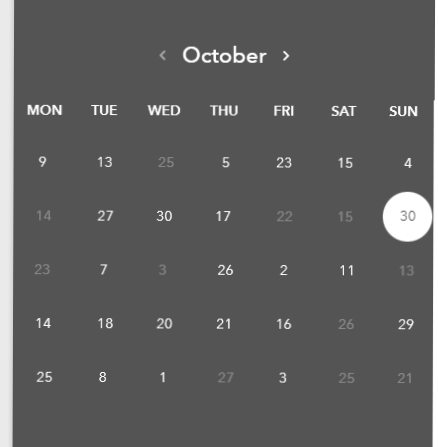 ‹ October ›
MON TUE WED THU FRI SAT SUN
9 13 25 5 23 15 4
14 27 30 17 22 15 30
23 7 3 26 2 11 13
14 18 20 21 16 26 29
25 8 1 27 3 25 21